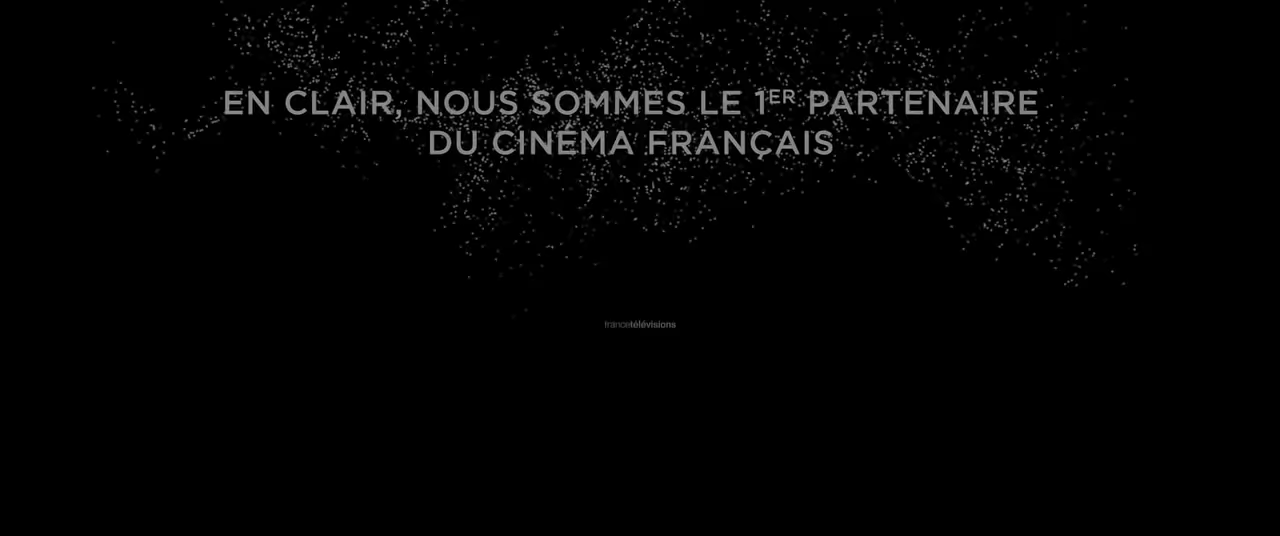 EN CLAIR, NOUS SOMMES LE 1ER PARTENAIRE
DU CINÉMA FRANÇAIS
francetélévisions